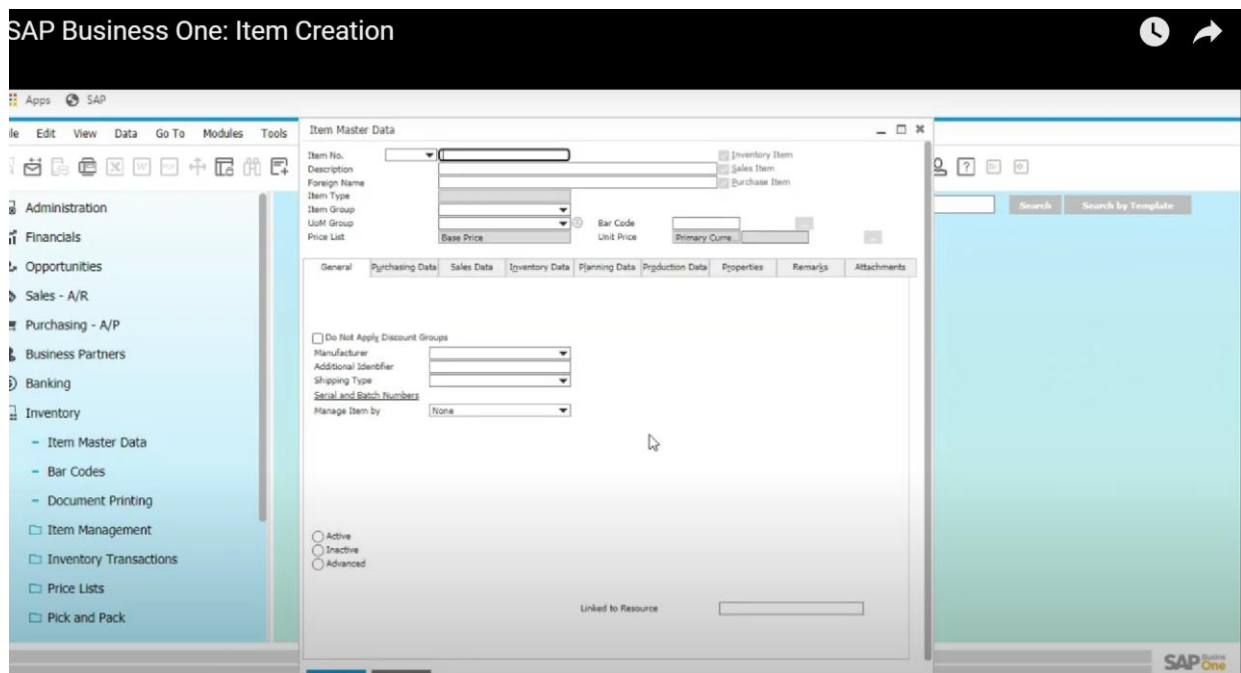 SAP Business One: Item Creation
Apps SAP
Edit View Data Go To Modules Tools
Item Master Data
Item No.
Inventory Item
Description
Sales Item
Foreign Name
Purchase Item
Item Type
Item Group
UoM Group
Bar Code
Price List
Base Price
Unit Price
Primary Curre...
Search
Search by Template
General Purchasing Data Sales Data Inventory Data Planning Data Production Data Properties Remarks Attachments
Do Not Apply Discount Groups
Manufacturer
Additional Identifier
Shipping Type
Serial and Batch Numbers
Manage Item by
None
Active
Inactive
Advanced
Linked to Resource
Administration
Financials
Opportunities
Sales - A/R
Purchasing - A/P
Business Partners
Banking
Inventory
Item Master Data
Bar Codes
Document Printing
Item Management
Inventory Transactions
Price Lists
Pick and Pack
SAP One